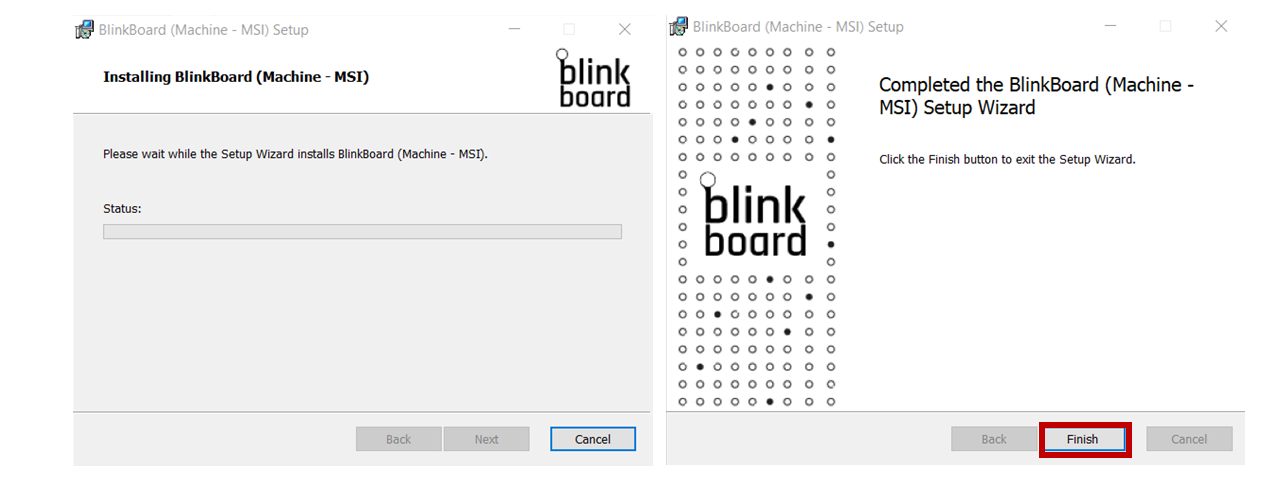 BlinkBoard (Machine - MSI) Setup
Installing BlinkBoard (Machine - MSI)
blink
board
Please wait while the Setup Wizard installs BlinkBoard (Machine - MSI).
Status:
Back Next Cancel
BlinkBoard (Machine - MSI) Setup
blink
board
Completed the BlinkBoard (Machine -
MSI) Setup Wizard
Click the Finish button to exit the Setup Wizard.
Back Finish Cancel